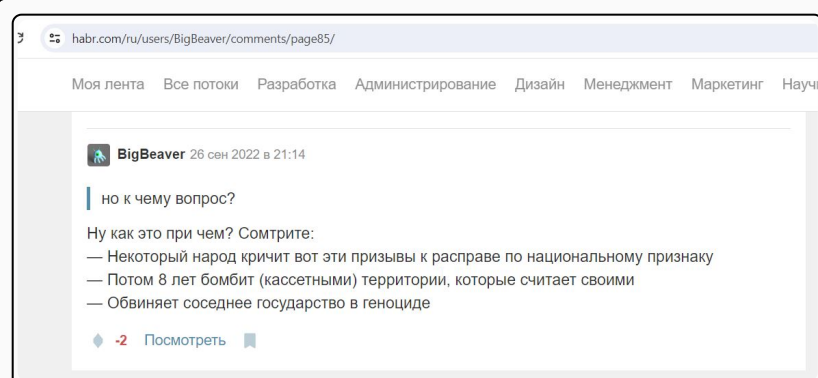 habr.com/ru/users/BigBeaver/comments/page85/
Моя лента Все потоки Разработка Администрирование Дизайн Менеджмент Маркетинг
BigBeaver 26 сен 2022 в 21:14
но к чему вопрос?
Ну как это при чем? Сомтрите:
— Некоторый народ кричит вот эти призывы к расправе по национальному признаку
— Потом 8 лет бомбит (кассетными) территории, которые считает своими
— Обвиняет соседнее государство в геноциде
-2 Посмотреть